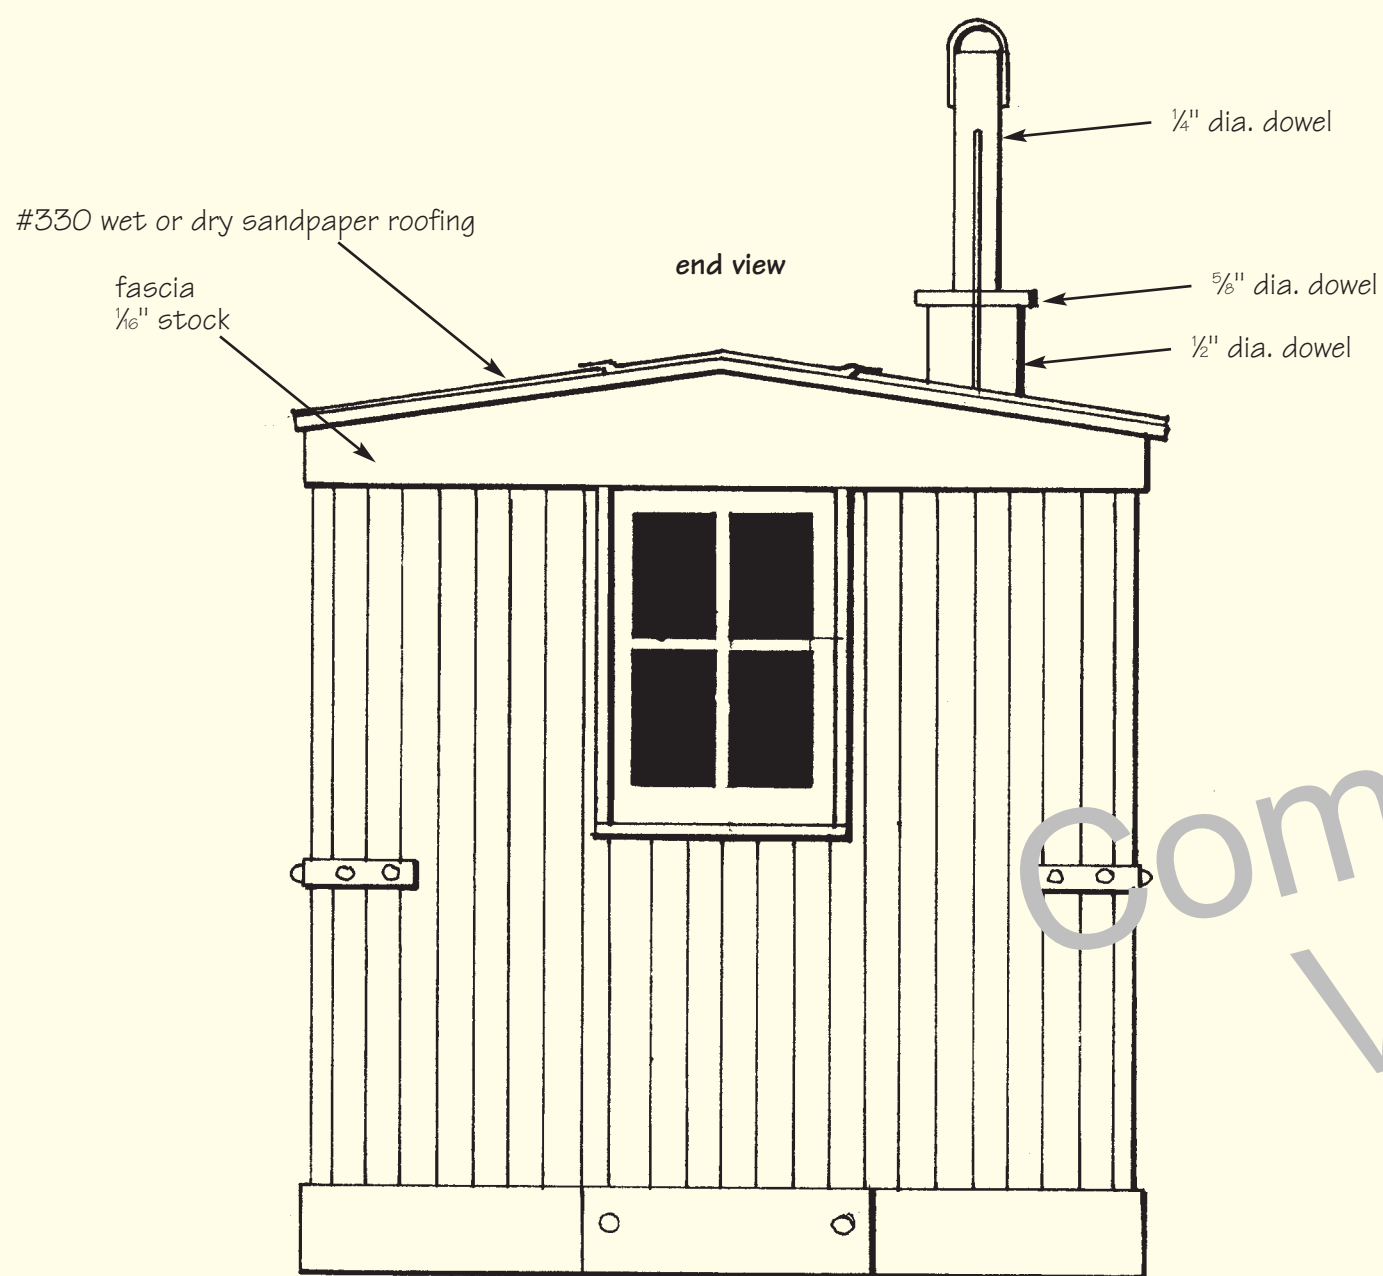 ¼" dia. dowel
#330 wet or dry sandpaper roofing
end view
fascia
1⁄16" stock
⅝" dia. dowel
½" dia. dowel
Com